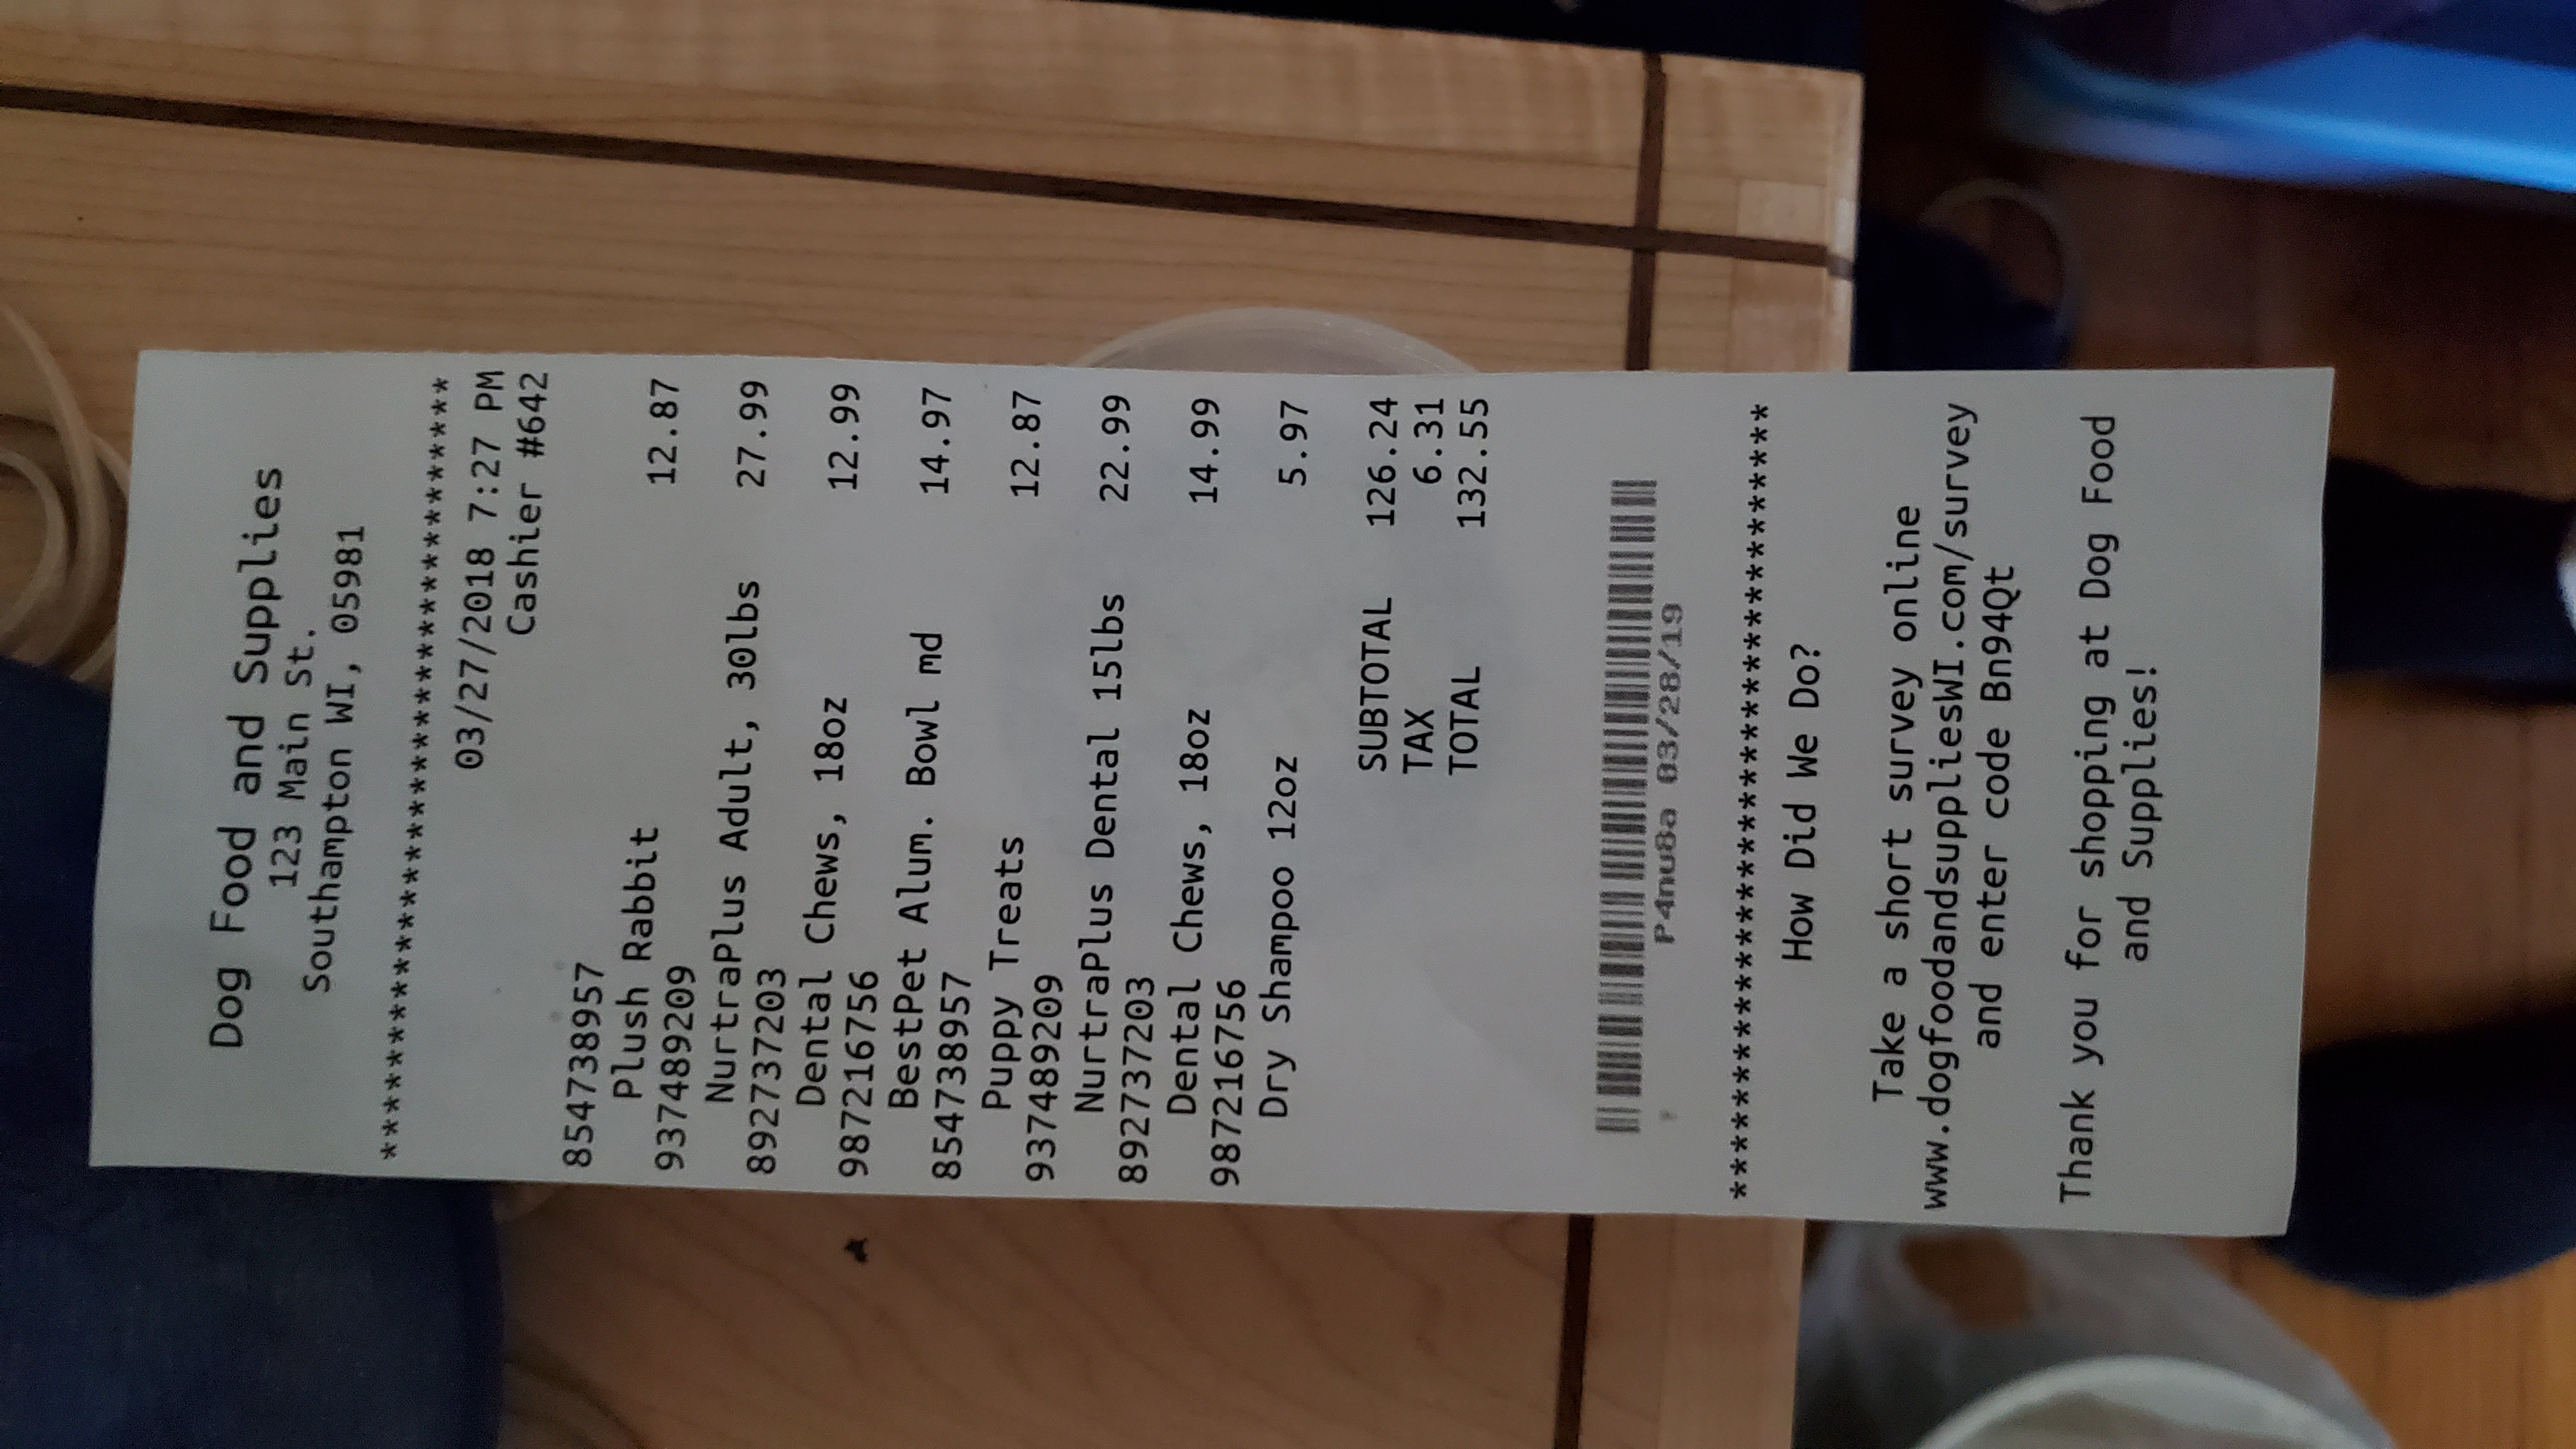 Dog Food and Supplies
123 Main St.
Southampton WI, 05981
***********************************
03/27/2018 7:27 PM
Cashier #642
854738957
Plush Rabbit 12.87
937489209
NurtraPlus Adult, 30lbs 27.99
892737203
Dental Chews, 18oz 12.99
987216756
BestPet Alum. Bowl md 14.97
854738957
Puppy Treats 12.87
937489209
NurtraPlus Dental 15lbs 22.99
892737203
Dental Chews, 18oz 14.99
987216756
Dry Shampoo 12oz 5.97
SUBTOTAL 126.24
TAX 6.31
TOTAL 132.55
P4nu8a 03/28/19
***********************************
How Did We Do?
Take a short survey online
www.dogfoodandsuppliesWI.com/survey
and enter code Bn94Qt
Thank you for shopping at Dog Food
and Supplies!